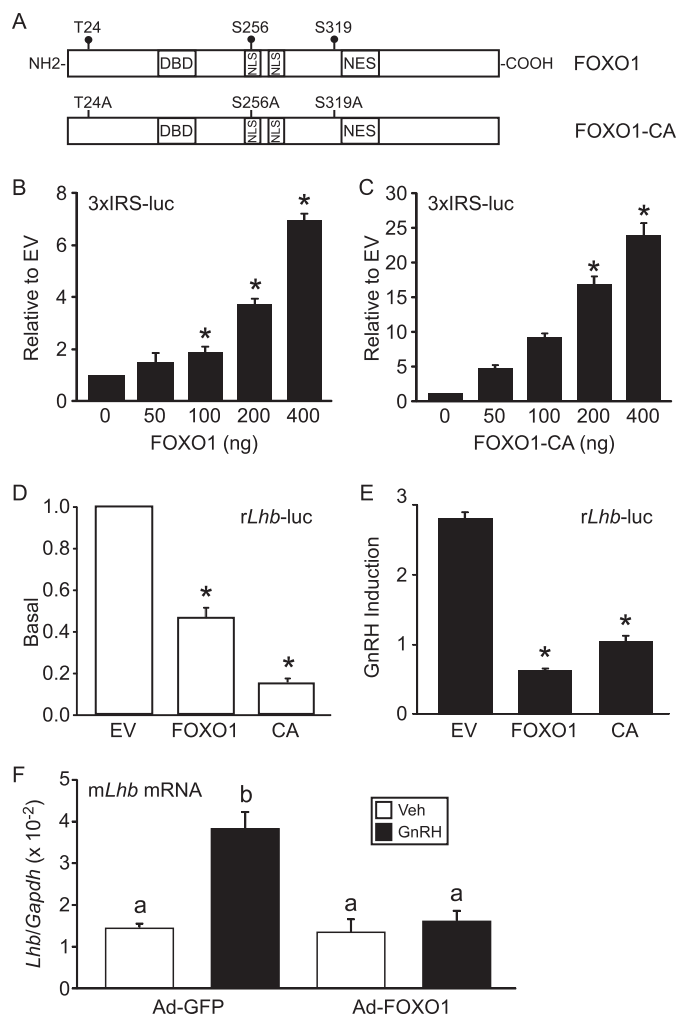 A
T24 S256 S319
NH2- DBD NLS NLS NES -COOH FOXO1
T24A S256A S319A
DBD NLS NLS NES FOXO1-CA
B
3xIRS-luc
Relative to EV
8
6
4
2
0
* * *
0 50 100 200 400
FOXO1 (ng)
C
3xIRS-luc
Relative to EV
30
25
20
15
10
5
0
* *
0 50 100 200 400
FOXO1-CA (ng)
D
rLhb-luc
Basal
1.0
0.8
0.6
0.4
0.2
0.0
* *
EV FOXO1 CA
E
rLhb-luc
GnRH Induction
3
2
1
0
* *
EV FOXO1 CA
F
mLhb mRNA
Lhb/Gapdh (x 10-2)
5
4
3
2
1
0
Veh
GnRH
a b a a
Ad-GFP Ad-FOXO1